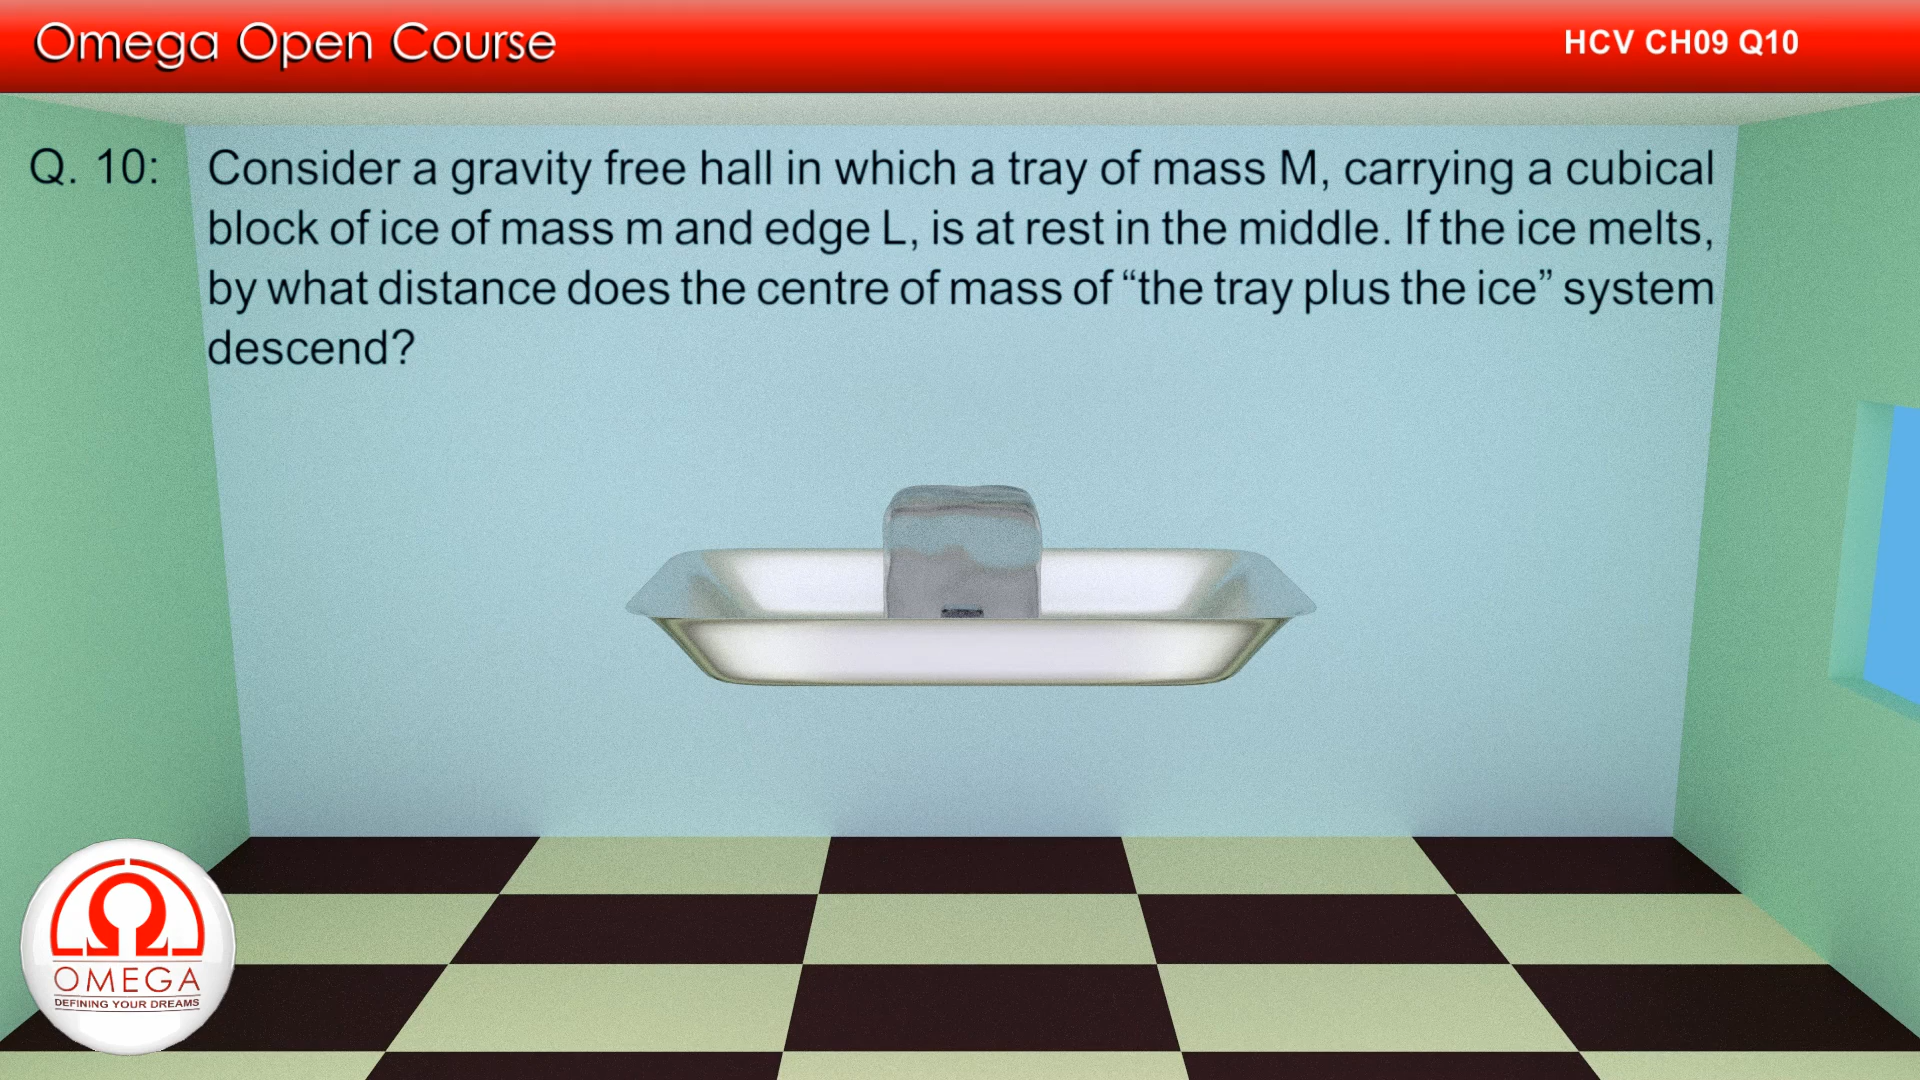 Omega Open Course
HCV CH09 Q10
Q. 10: Consider a gravity free hall in which a tray of mass M, carrying a cubical
block of ice of mass m and edge L, is at rest in the middle. If the ice melts,
by what distance does the centre of mass of “the tray plus the ice” system
descend?
OMEGA
DEFINING YOUR DREAMS